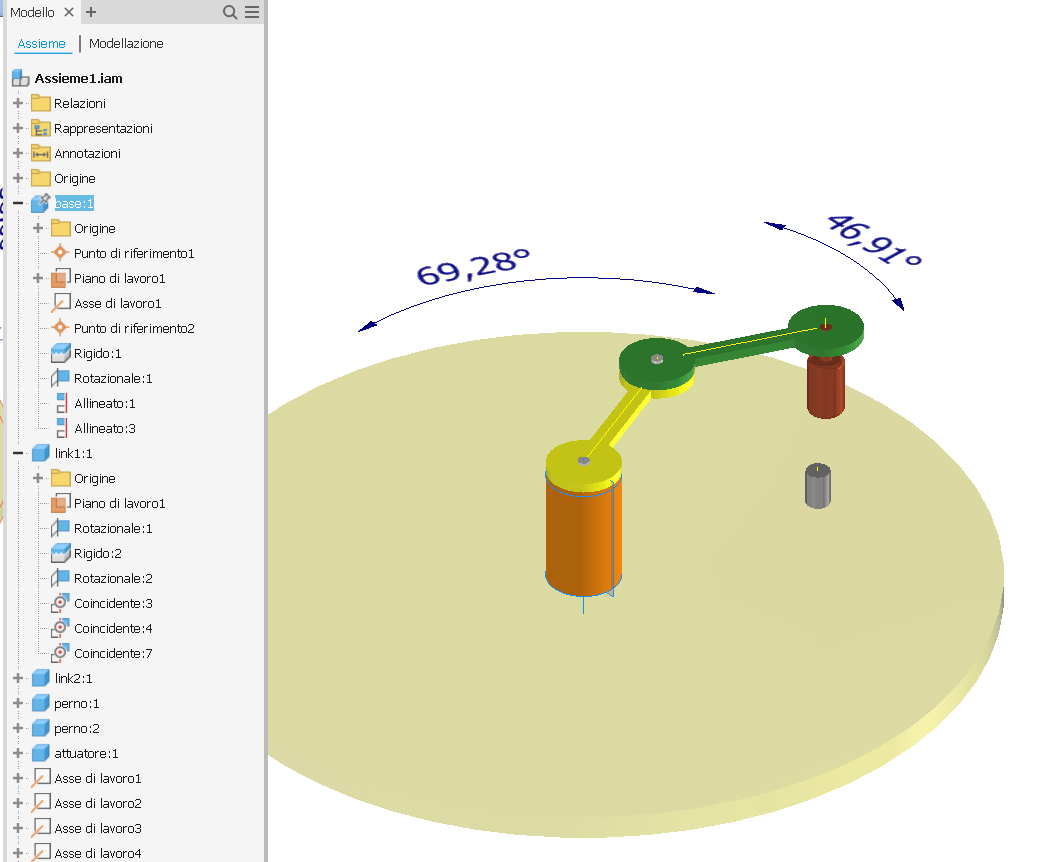 Modello
Assieme | Modellazione
Assieme1.iam
Relazioni
Rappresentazioni
Annotazioni
Origine
base:1
Origine
Punto di riferimento1
Piano di lavoro1
Asse di lavoro1
Punto di riferimento2
Rigido:1
Rotazionale:1
Allineato:1
Allineato:3
link1:1
Origine
Piano di lavoro1
Rotazionale:1
Rigido:2
Rotazionale:2
Coincidente:3
Coincidente:4
Coincidente:7
link2:1
perno:1
perno:2
attuatore:1
Asse di lavoro1
Asse di lavoro2
Asse di lavoro3
Asse di lavoro4
69,28°
46,91°